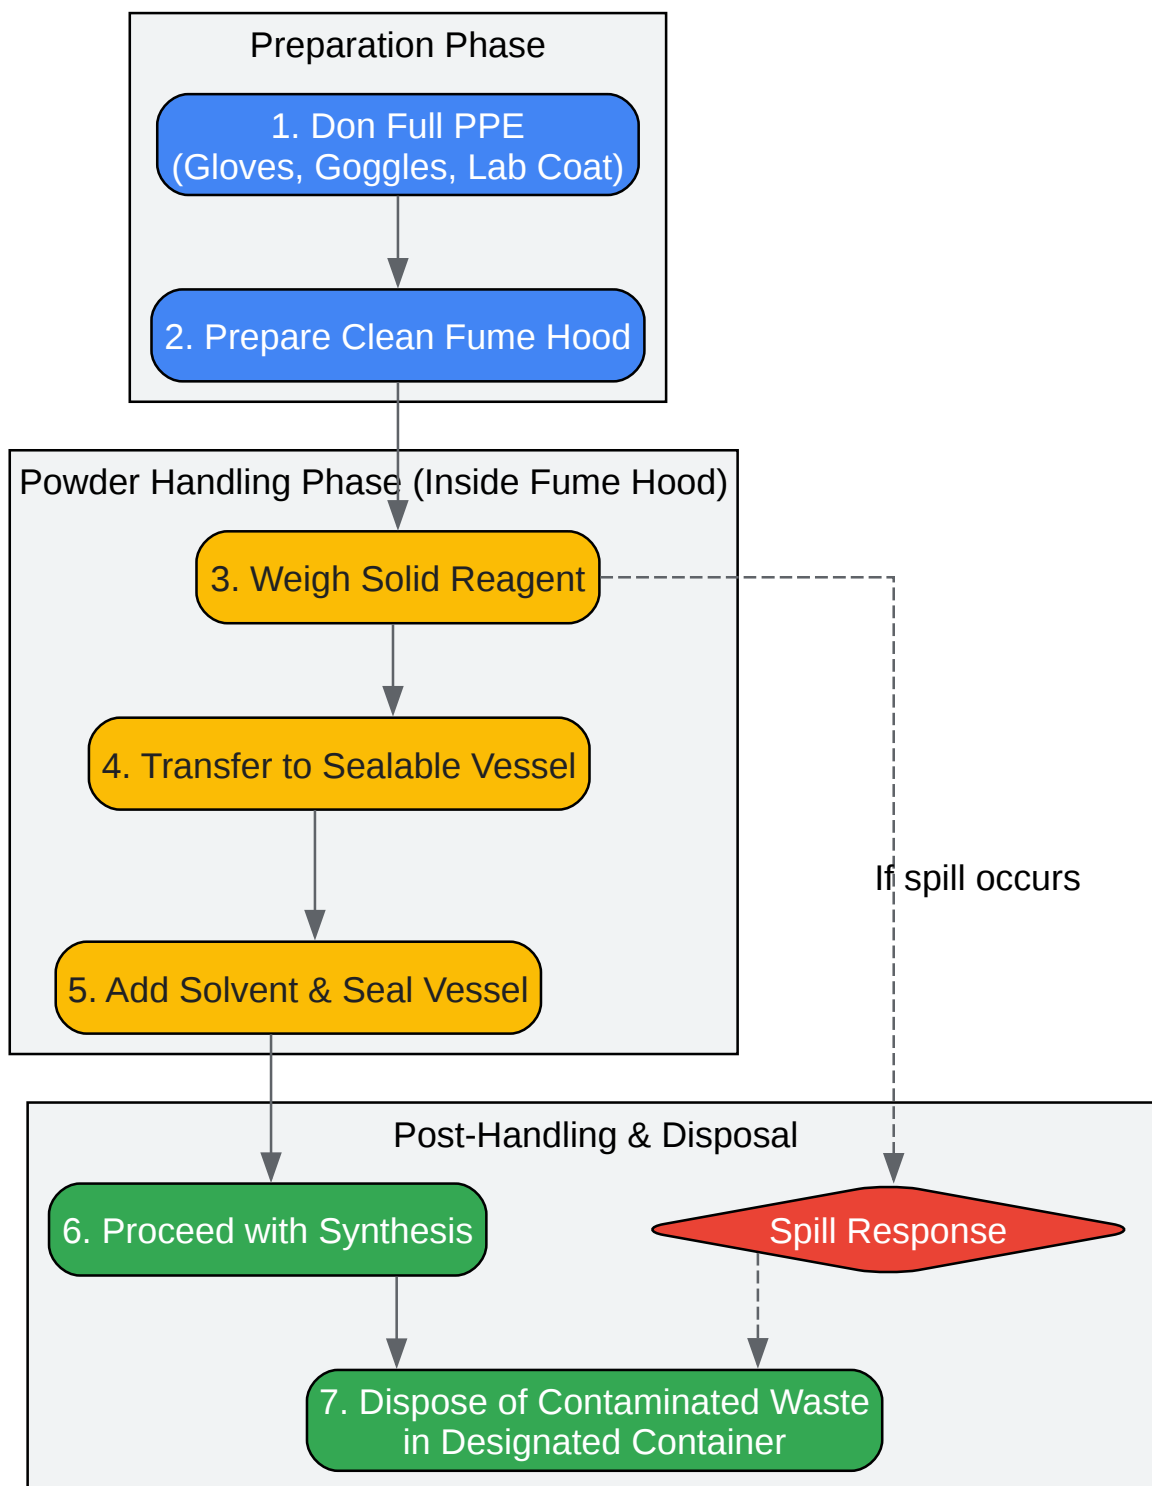 Preparation Phase
1. Don Full PPE
(Gloves, Goggles, Lab Coat)
2. Prepare Clean Fume Hood
Powder Handling Phase (Inside Fume Hood)
3. Weigh Solid Reagent
4. Transfer to Sealable Vessel
If spill occurs
5. Add Solvent & Seal Vessel
Post-Handling & Disposal
6. Proceed with Synthesis
Spill Response
7. Dispose of Contaminated Waste
in Designated Container